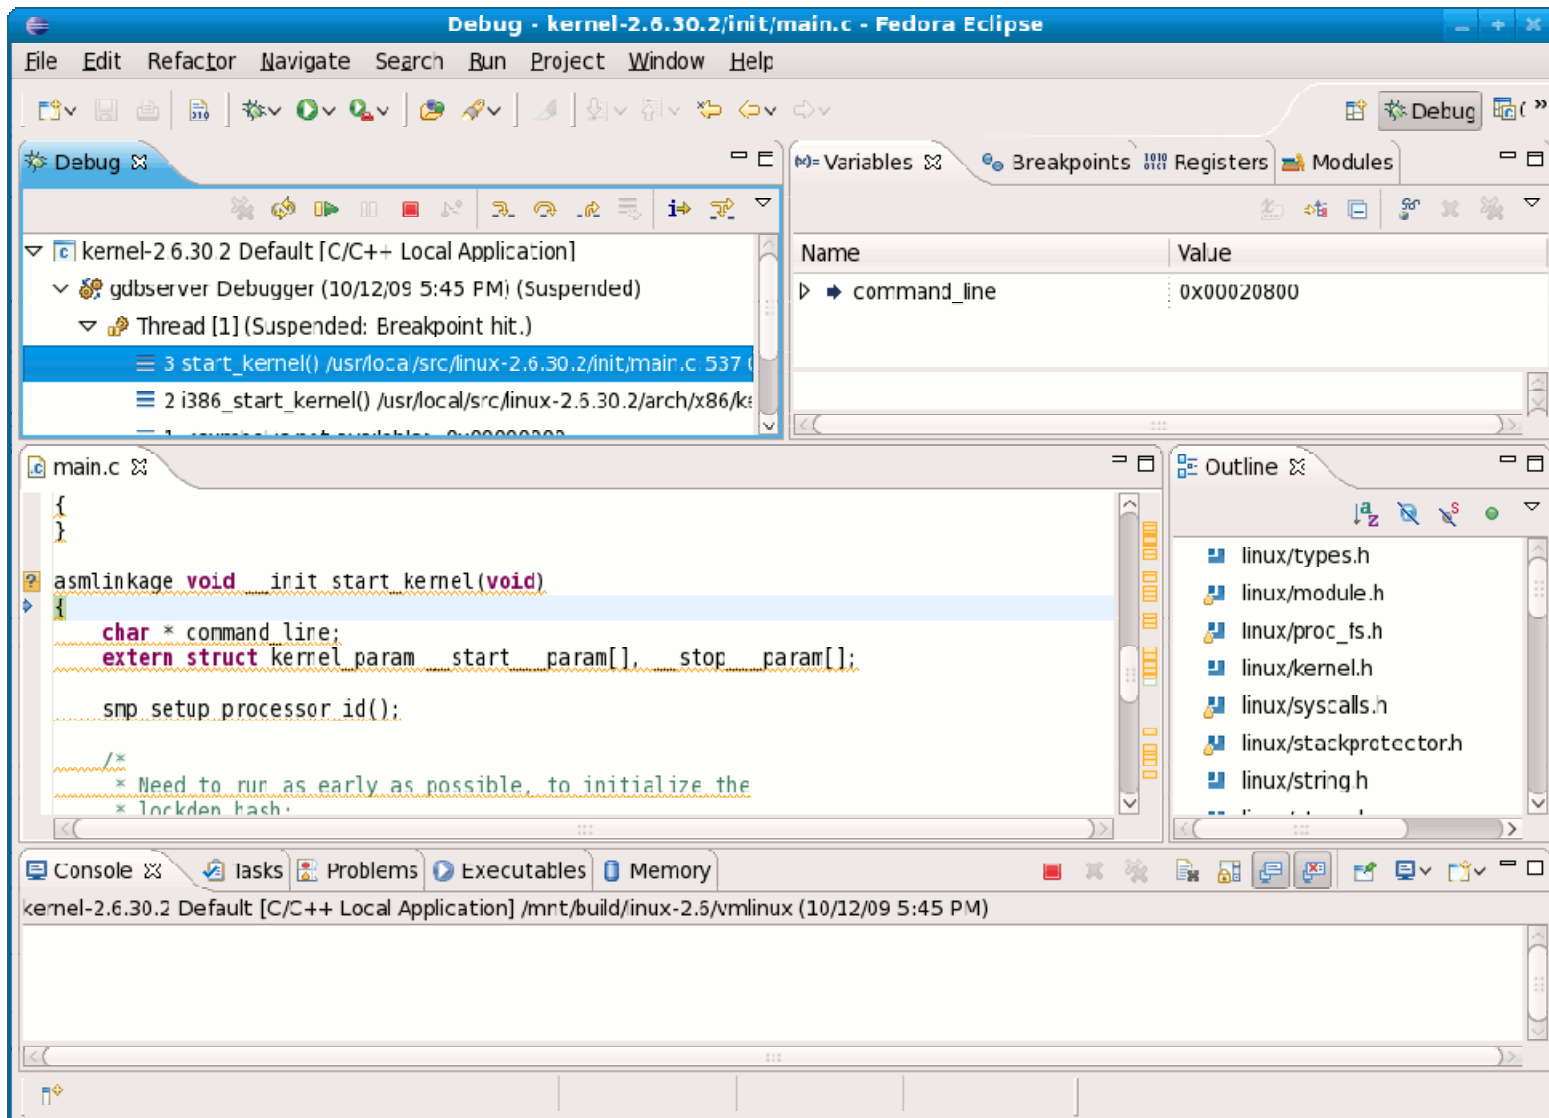 Debug - kernel-2.6.30.2/init/main.c - Fedora Eclipse
File Edit Refactor Navigate Search Run Project Window Help
Debug
Debug
Variables Breakpoints Registers Modules
kernel-2.6.30.2 Default [C/C++ Local Application]
gdbserver Debugger (10/12/09 5:45 PM) (Suspended)
Thread [1] (Suspended: Breakpoint hit.)
3 start_kernel() /usr/local/src/linux-2.6.30.2/init/main.c:537
2 i386_start_kernel() /usr/local/src/linux-2.6.30.2/arch/x86/ke
Name Value
command_line 0x00020800
main.c
{
}
asmlinkage void __init start_kernel(void)
{
char * command_line;
extern struct kernel_param __start___param[], __stop___param[];
smp_setup_processor_id();
/*
* Need to run as early as possible, to initialize the
* lockdep hash:
Outline
linux/types.h
linux/module.h
linux/proc_fs.h
linux/kernel.h
linux/syscalls.h
linux/stackprotector.h
linux/string.h
Console Tasks Problems Executables Memory
kernel-2.6.30.2 Default [C/C++ Local Application] /mnt/build/linux-2.6/vmlinux (10/12/09 5:45 PM)